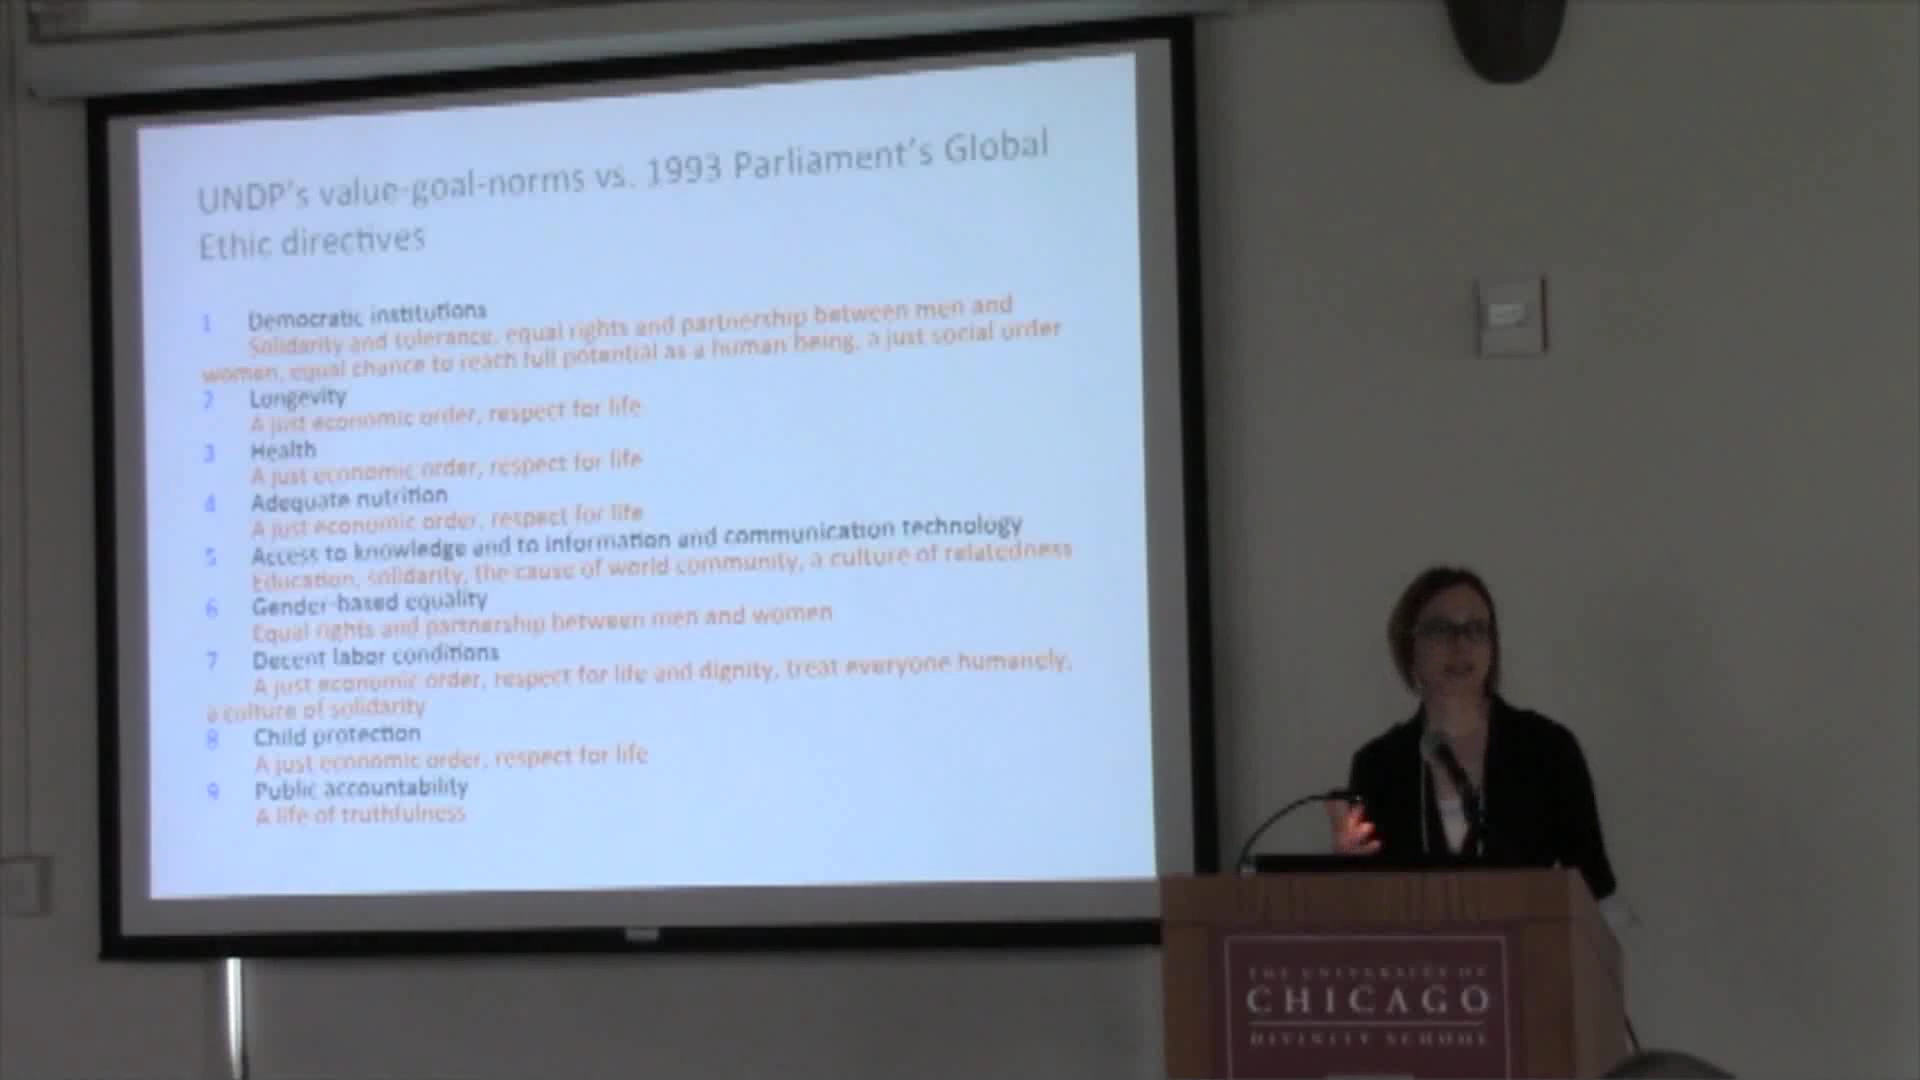 UNDP's value-goal-norms vs. 1993 Parliament's Global
Ethic directives
1 Democratic institutions
Solidarity and tolerance, equal rights and partnership between men and
women, equal chance to reach full potential as a human being, a just social order
2 Longevity
A just economic order, respect for life
3 Health
A just economic order, respect for life
4 Adequate nutrition
A just economic order, respect for life
5 Access to knowledge and to information and communication technology
Education, solidarity, the cause of world community, a culture of relatedness
6 Gender-based equality
Equal rights and partnership between men and women
7 Decent labor conditions
A just economic order, respect for life and dignity, treat everyone humanely,
a culture of solidarity
8 Child protection
A just economic order, respect for life
9 Public accountability
A life of truthfulness
THE UNIVERSITY OF
CHICAGO
DIVINITY SCHOOL